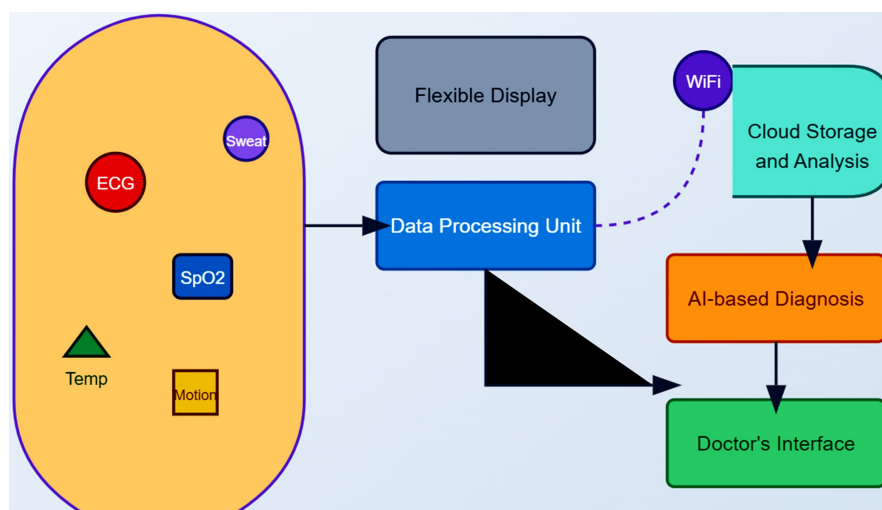 Flexible Display
WiFi
Cloud Storage
and Analysis
Sweat
ECG
Data Processing Unit
SpO2
AI-based Diagnosis
Temp
Motion
Doctor's Interface